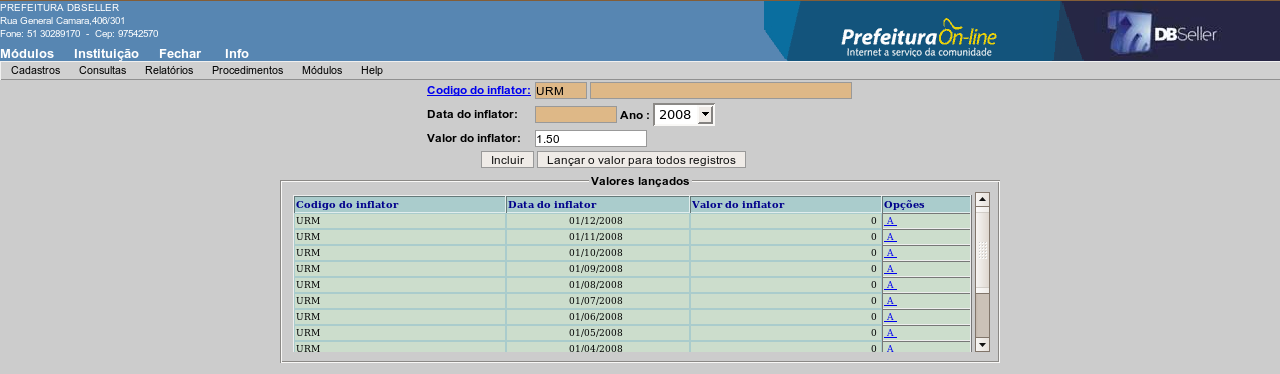 PREFEITURA DBSELLER
Rua General Camara,406/301
Fone: 51 30289170 - Cep: 97542570
Módulos Instituição Fechar Info
PrefeituraOn-line
Internet a serviço da comunidade
DBSeller
Cadastros Consultas Relatórios Procedimentos Módulos Help
Codigo do inflator: URM
Data do inflator: Ano : 2008
Valor do inflator: 1.50
Incluir Lançar o valor para todos registros
Valores lançados
Codigo do inflator Data do inflator Valor do inflator Opções
URM 01/12/2008 0 A
URM 01/11/2008 0 A
URM 01/10/2008 0 A
URM 01/09/2008 0 A
URM 01/08/2008 0 A
URM 01/07/2008 0 A
URM 01/06/2008 0 A
URM 01/05/2008 0 A
URM 01/04/2008 0 A